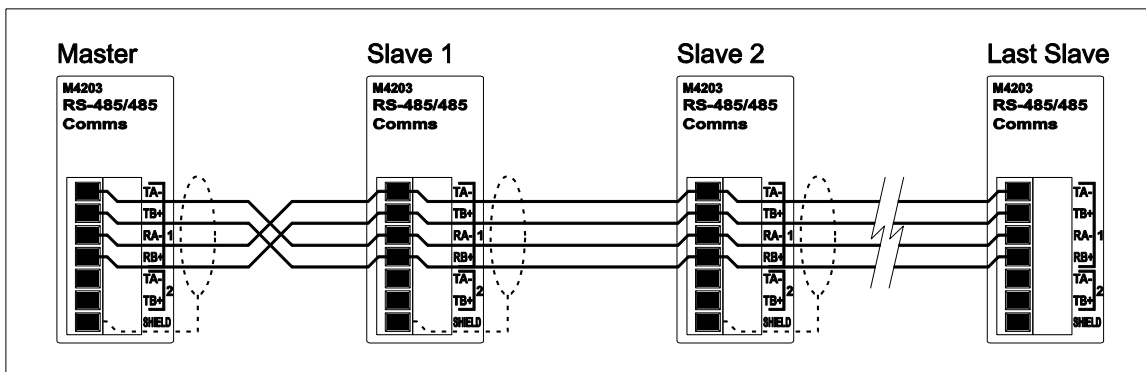 Master
M4203
RS-485/485
Comms
TA-
TB+
RA-
RB+
1
TA-
TB+
2
SHIELD
Slave 1
M4203
RS-485/485
Comms
TA-
TB+
RA-
RB+
1
TA-
TB+
2
SHIELD
Slave 2
M4203
RS-485/485
Comms
TA-
TB+
RA-
RB+
1
TA-
TB+
2
SHIELD
Last Slave
M4203
RS-485/485
Comms
TA-
TB+
RA-
RB+
1
TA-
TB+
2
SHIELD